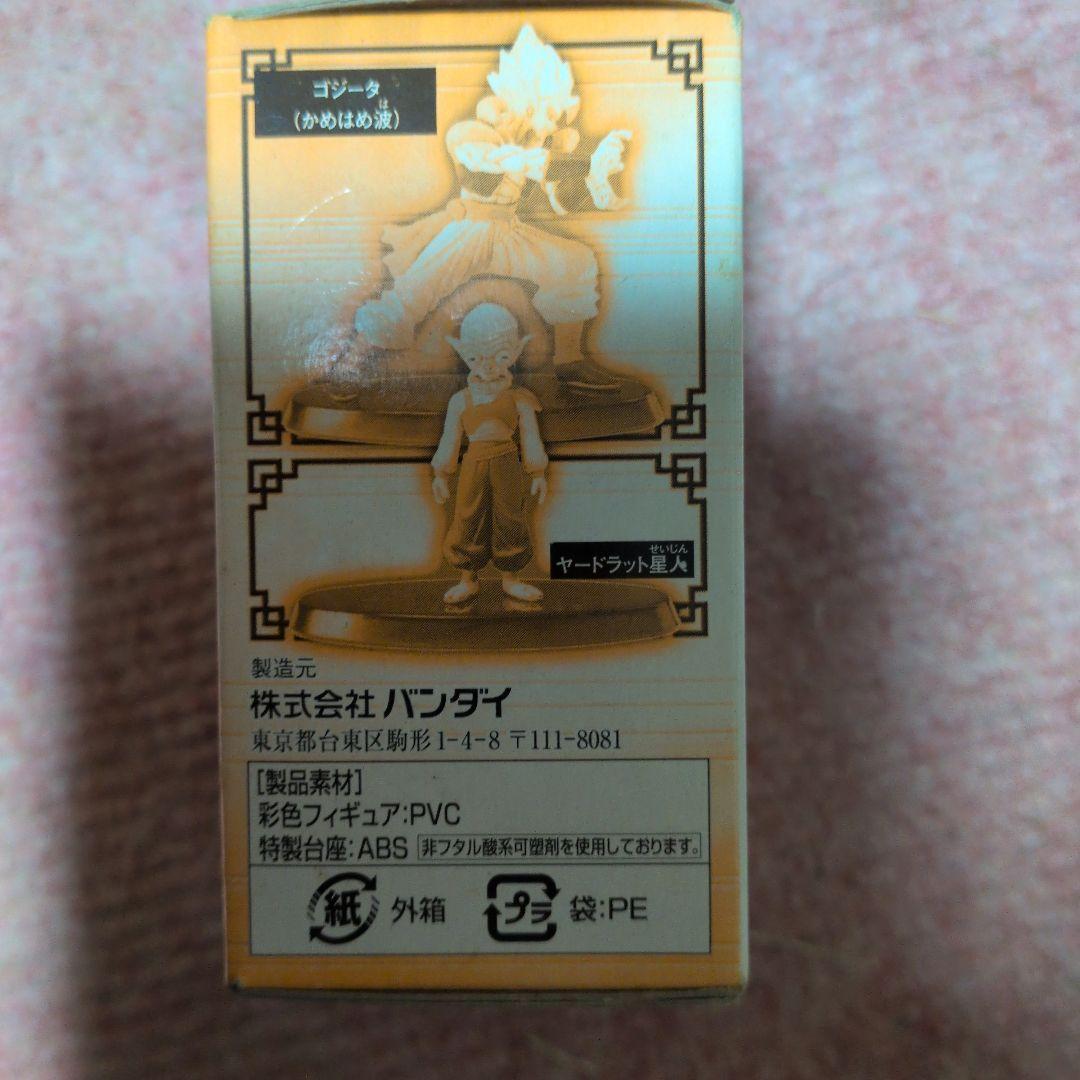 ゴジータ
(かめはめ波)
は
せいじん
ヤードラット星人
製造元
株式会社 バンダイ
東京都台東区駒形1-4-8 〒111-8081
[製品素材]
彩色フィギュア:PVC
特製台座:ABS 非フタル酸系可塑剤を使用しております。
紙 外箱 プラ 袋:PE